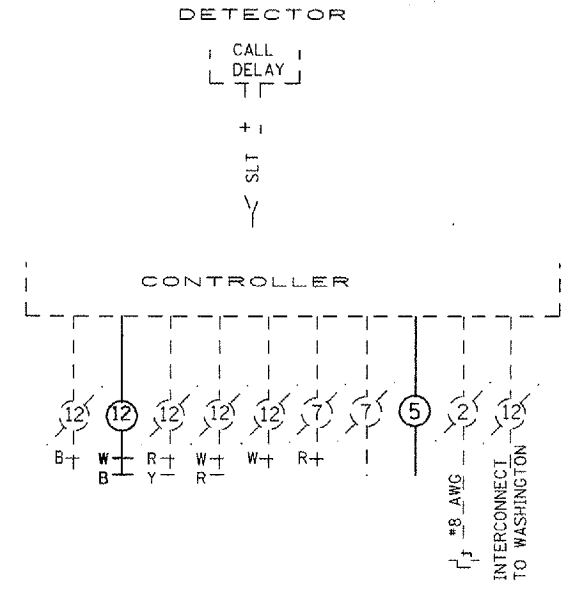 DETECTOR
CALL
DELAY
+ -
SLT
CONTROLLER
12 12 12 12 12 7 7 5 2 12
B W R W W R
B Y R
#8 AWG
INTERCONNECT
TO WASHINGTON